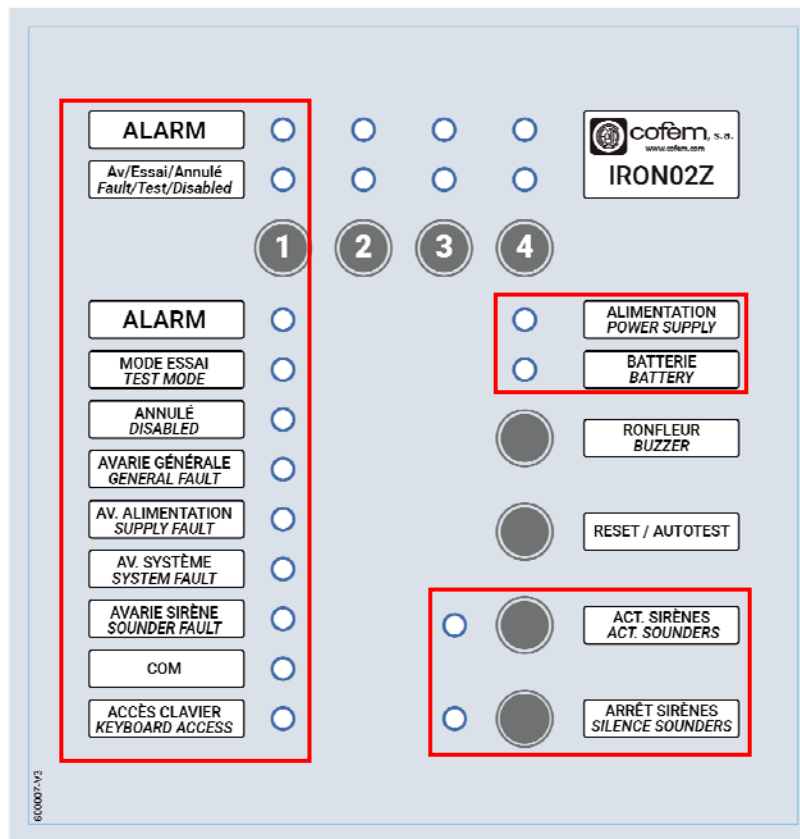 ALARM
Av/Essai/Annulé
Fault/Test/Disabled
cofem, s.a.
www.cofem.com
IRON02Z
1 2 3 4
ALARM
MODE ESSAI
TEST MODE
ANNULÉ
DISABLED
AVARIE GÉNÉRALE
GENERAL FAULT
AV. ALIMENTATION
SUPPLY FAULT
AV. SYSTÈME
SYSTEM FAULT
AVARIE SIRÈNE
SOUNDER FAULT
COM
ACCÈS CLAVIER
KEYBOARD ACCESS
ALIMENTATION
POWER SUPPLY
BATTERIE
BATTERY
RONFLEUR
BUZZER
RESET / AUTOTEST
ACT. SIRÈNES
ACT. SOUNDERS
ARRÊT SIRÈNES
SILENCE SOUNDERS
600007-V3